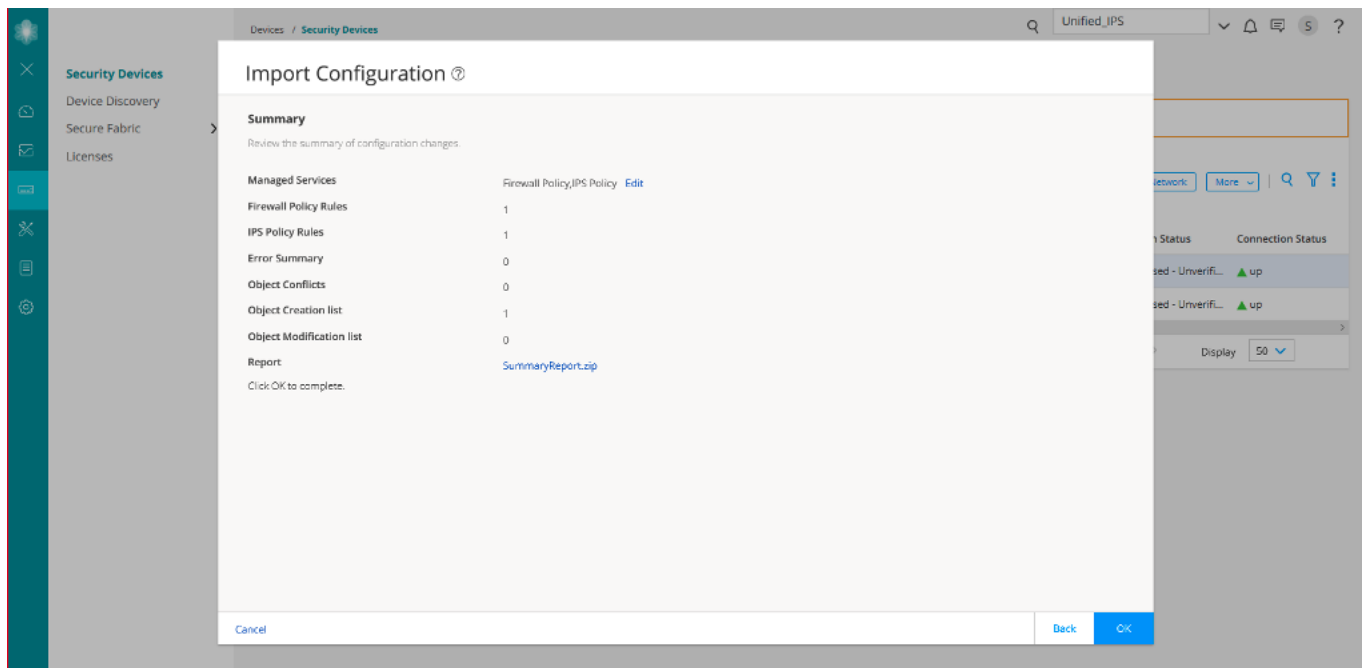 Devices / Security Devices
Unified_IPS
S
?
Security Devices
Device Discovery
Secure Fabric
Licenses
Import Configuration ?
Summary
Review the summary of configuration changes.
Managed Services Firewall Policy,IPS Policy Edit
Firewall Policy Rules 1
IPS Policy Rules 1
Error Summary 0
Object Conflicts 0
Object Creation list 1
Object Modification list 0
Report SummaryReport.zip
Click OK to complete.
Cancel
Back
OK
More
Status Connection Status
sed - Unverifi... up
sed - Unverifi... up
Display 50